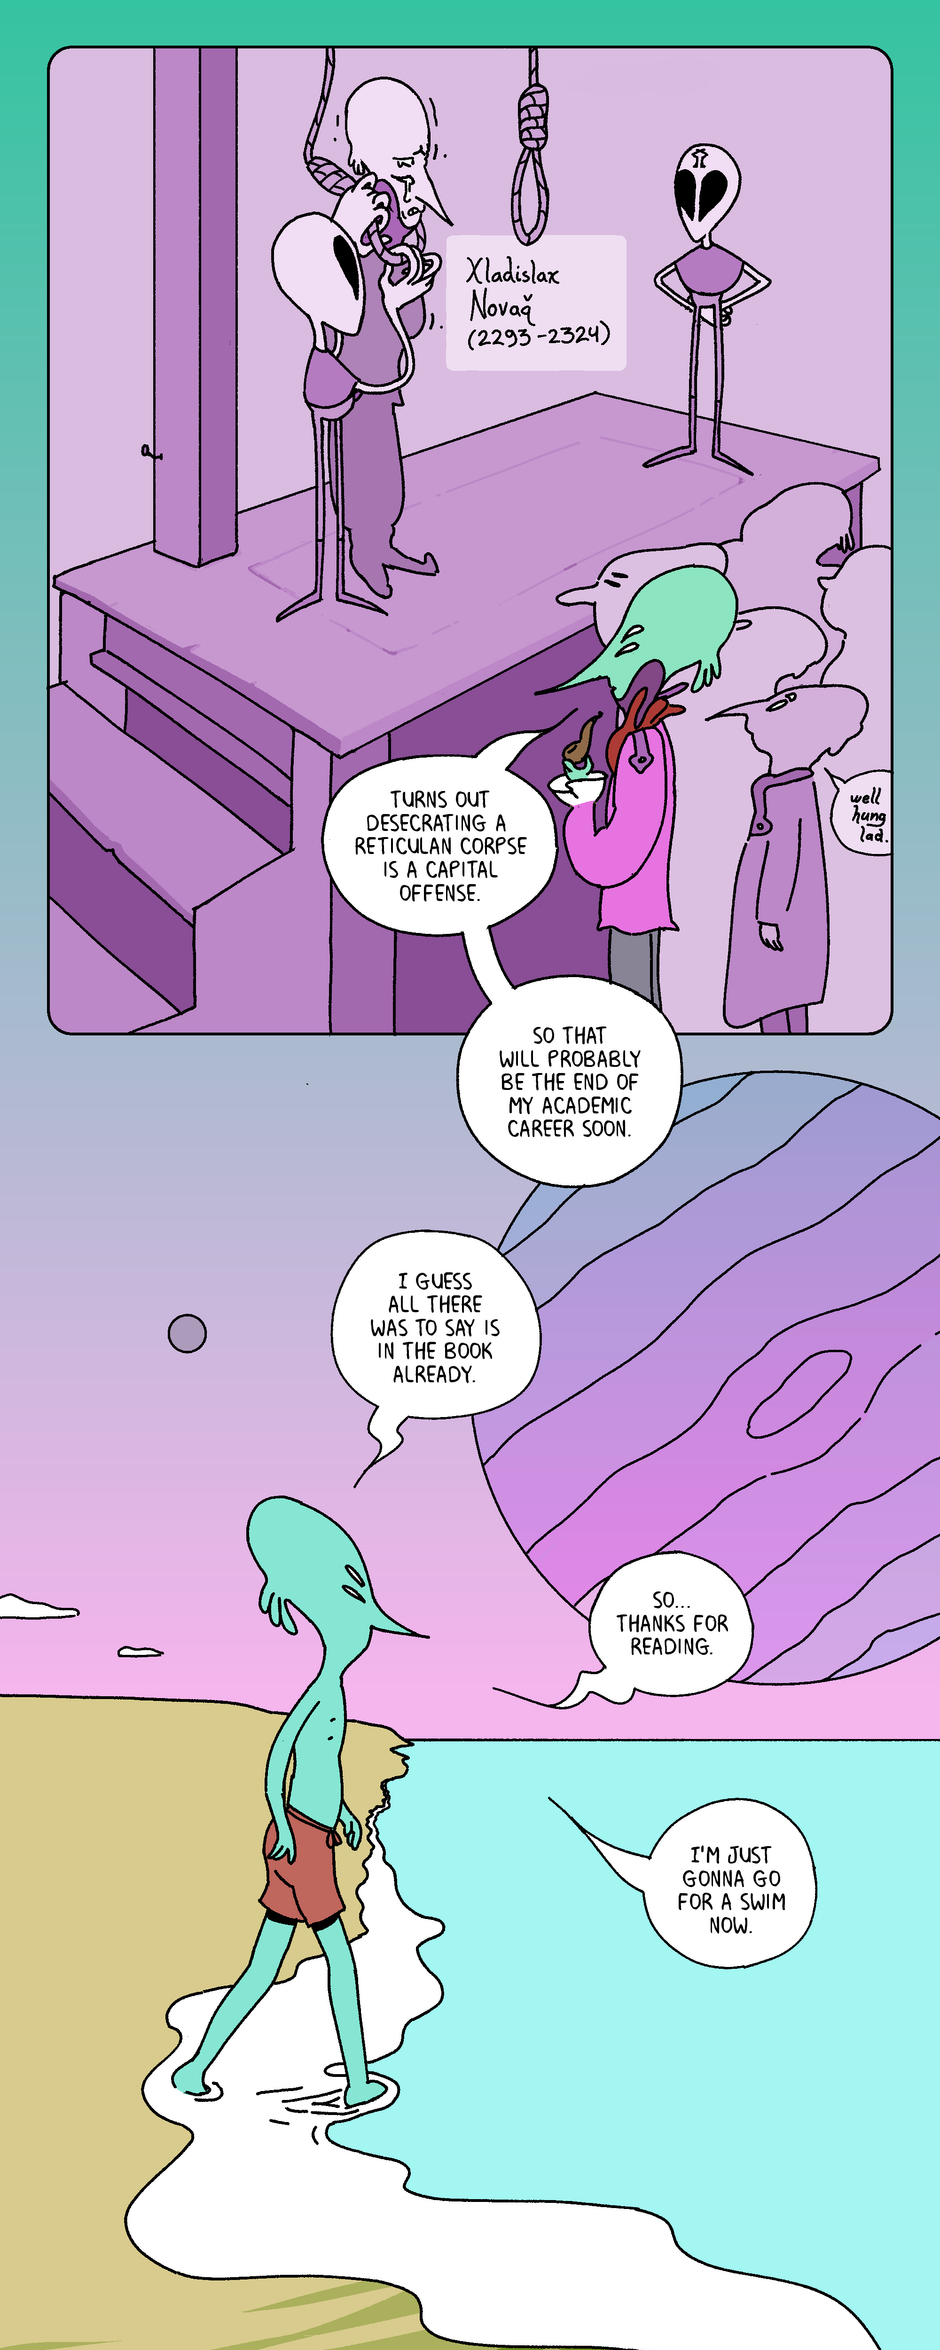 Xladislax
Novaq̌
(2293-2324)
TURNS OUT
DESECRATING A
RETICULAN CORPSE
IS A CAPITAL
OFFENSE.
well
hung
lad.
SO THAT
WILL PROBABLY
BE THE END OF
MY ACADEMIC
CAREER SOON.
I GUESS
ALL THERE
WAS TO SAY IS
IN THE BOOK
ALREADY.
SO...
THANKS FOR
READING.
I'M JUST
GONNA GO
FOR A SWIM
NOW.